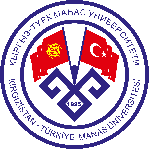 КЫРГЫЗ-ТҮРК МАНАС УНИВЕРСИТЕТИ
1995
KIRGIZİSTAN - TÜRKİYE MANAS ÜNİVERSİTESİ